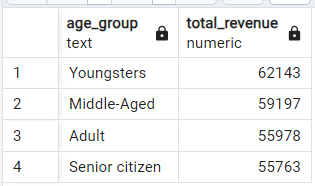 age_group total_revenue
text numeric
1 Youngsters 62143
2 Middle-Aged 59197
3 Adult 55978
4 Senior citizen 55763